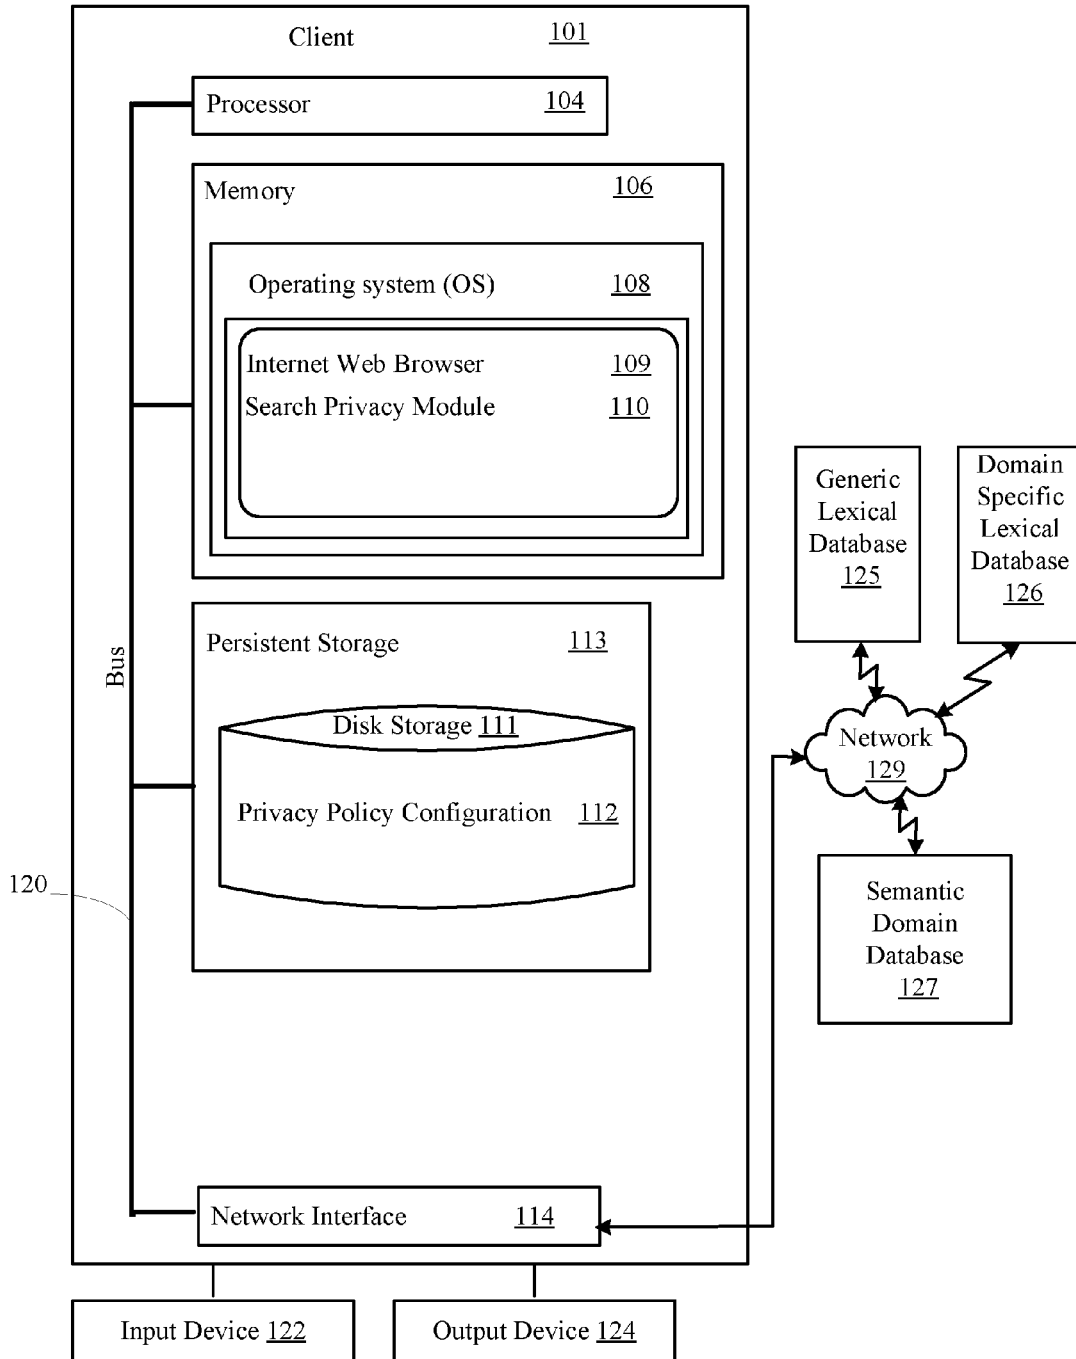 Client 101
Processor 104
Memory 106
Operating system (OS) 108
Internet Web Browser 109
Search Privacy Module 110
Persistent Storage 113
Disk Storage 111
Privacy Policy Configuration 112
Bus
120
Network Interface 114
Input Device 122
Output Device 124
Generic
Lexical
Database
125
Domain
Specific
Lexical
Database
126
Network
129
Semantic
Domain
Database
127